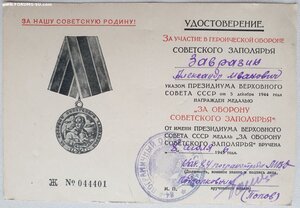 ЗА НАШУ СОВЕТСКУЮ РОДИНУ!
Ж № 044401
УДОСТОВЕРЕНИЕ
ЗА УЧАСТИЕ В ГЕРОИЧЕСКОЙ ОБОРОНЕ
СОВЕТСКОГО ЗАПОЛЯРЬЯ
Завразин
Александр Иванович
УКАЗОМ ПРЕЗИДИУМА ВЕРХОВНОГО
СОВЕТА СССР от 5 декабря 1944 года
НАГРАЖДЕН МЕДАЛЬЮ
„ЗА ОБОРОНУ
СОВЕТСКОГО ЗАПОЛЯРЬЯ“
От имени ПРЕЗИДИУМА ВЕРХОВНОГО
СОВЕТА СССР МЕДАЛЬ „ЗА ОБОРОНУ
СОВЕТСКОГО ЗАПОЛЯРЬЯ“ ВРУЧЕНА
194
М. П.
(Попов)